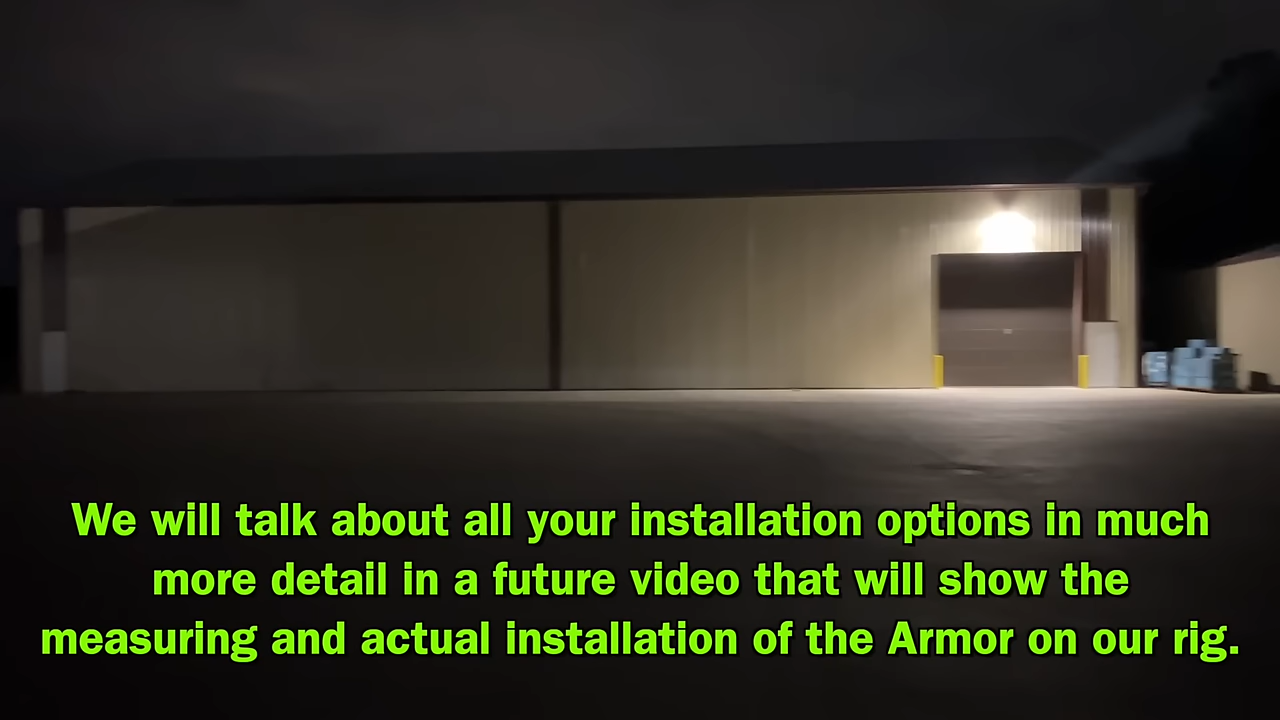 We will talk about all your installation options in much
more detail in a future video that will show the
measuring and actual installation of the Armor on our rig.